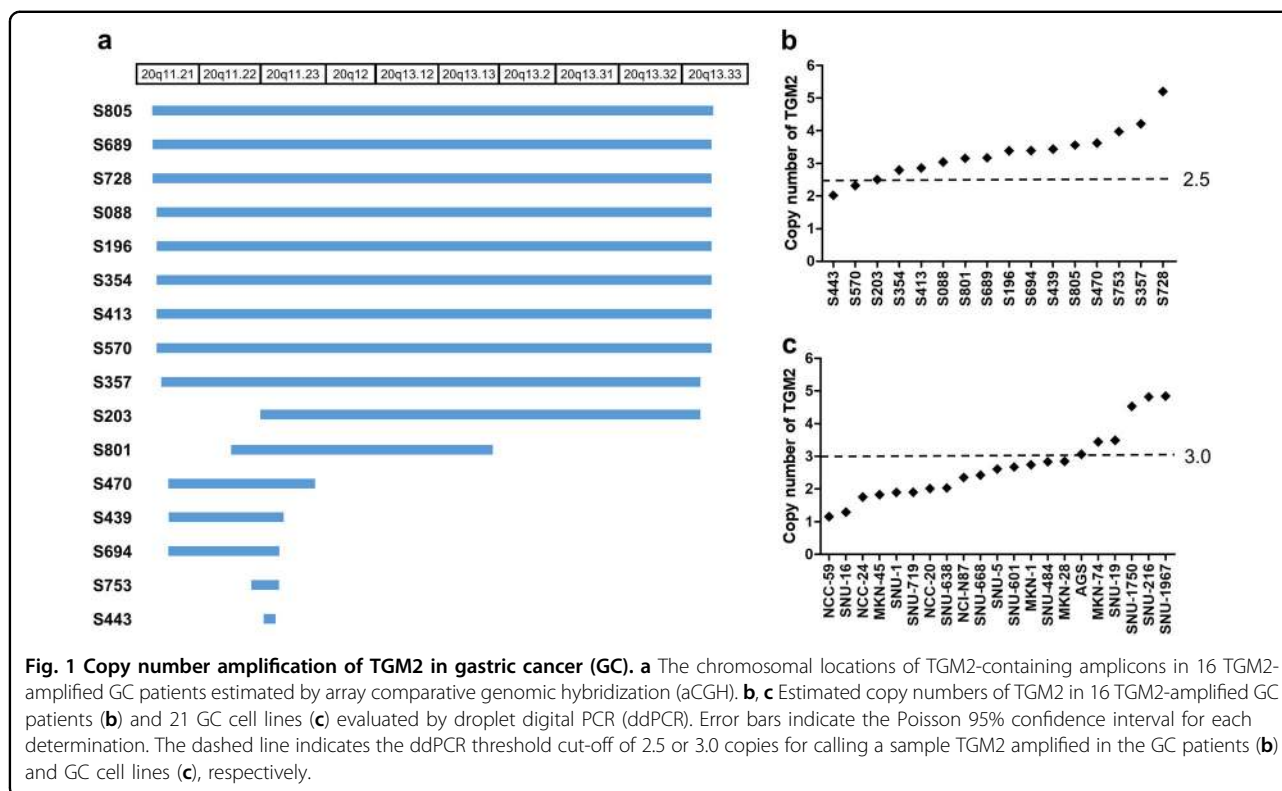 a
20q11.21 20q11.22 20q11.23 20q12 20q13.12 20q13.13 20q13.2 20q13.31 20q13.32 20q13.33
S805
S689
S728
S088
S196
S354
S413
S570
S357
S203
S801
S470
S439
S694
S753
S443
b
Copy number of TGM2
6
5
4
3
2
1
0
2.5
S443 S570 S203 S354 S413 S088 S801 S689 S196 S694 S439 S805 S470 S753 S357 S728
c
Copy number of TGM2
6
5
4
3
2
1
0
3.0
NCC-59 SNU-16 NCC-24 MKN-45 SNU-1 SNU-719 NCC-20 SNU-638 NCI-N87 SNU-668 SNU-5 SNU-601 MKN-1 SNU-484 MKN-28 AGS MKN-74 SNU-19 SNU-1750 SNU-216 SNU-1967
Fig. 1 Copy number amplification of TGM2 in gastric cancer (GC). a The chromosomal locations of TGM2-containing amplicons in 16 TGM2-
amplified GC patients estimated by array comparative genomic hybridization (aCGH). b, c Estimated copy numbers of TGM2 in 16 TGM2-amplified GC
patients (b) and 21 GC cell lines (c) evaluated by droplet digital PCR (ddPCR). Error bars indicate the Poisson 95% confidence interval for each
determination. The dashed line indicates the ddPCR threshold cut-off of 2.5 or 3.0 copies for calling a sample TGM2 amplified in the GC patients (b)
and GC cell lines (c), respectively.